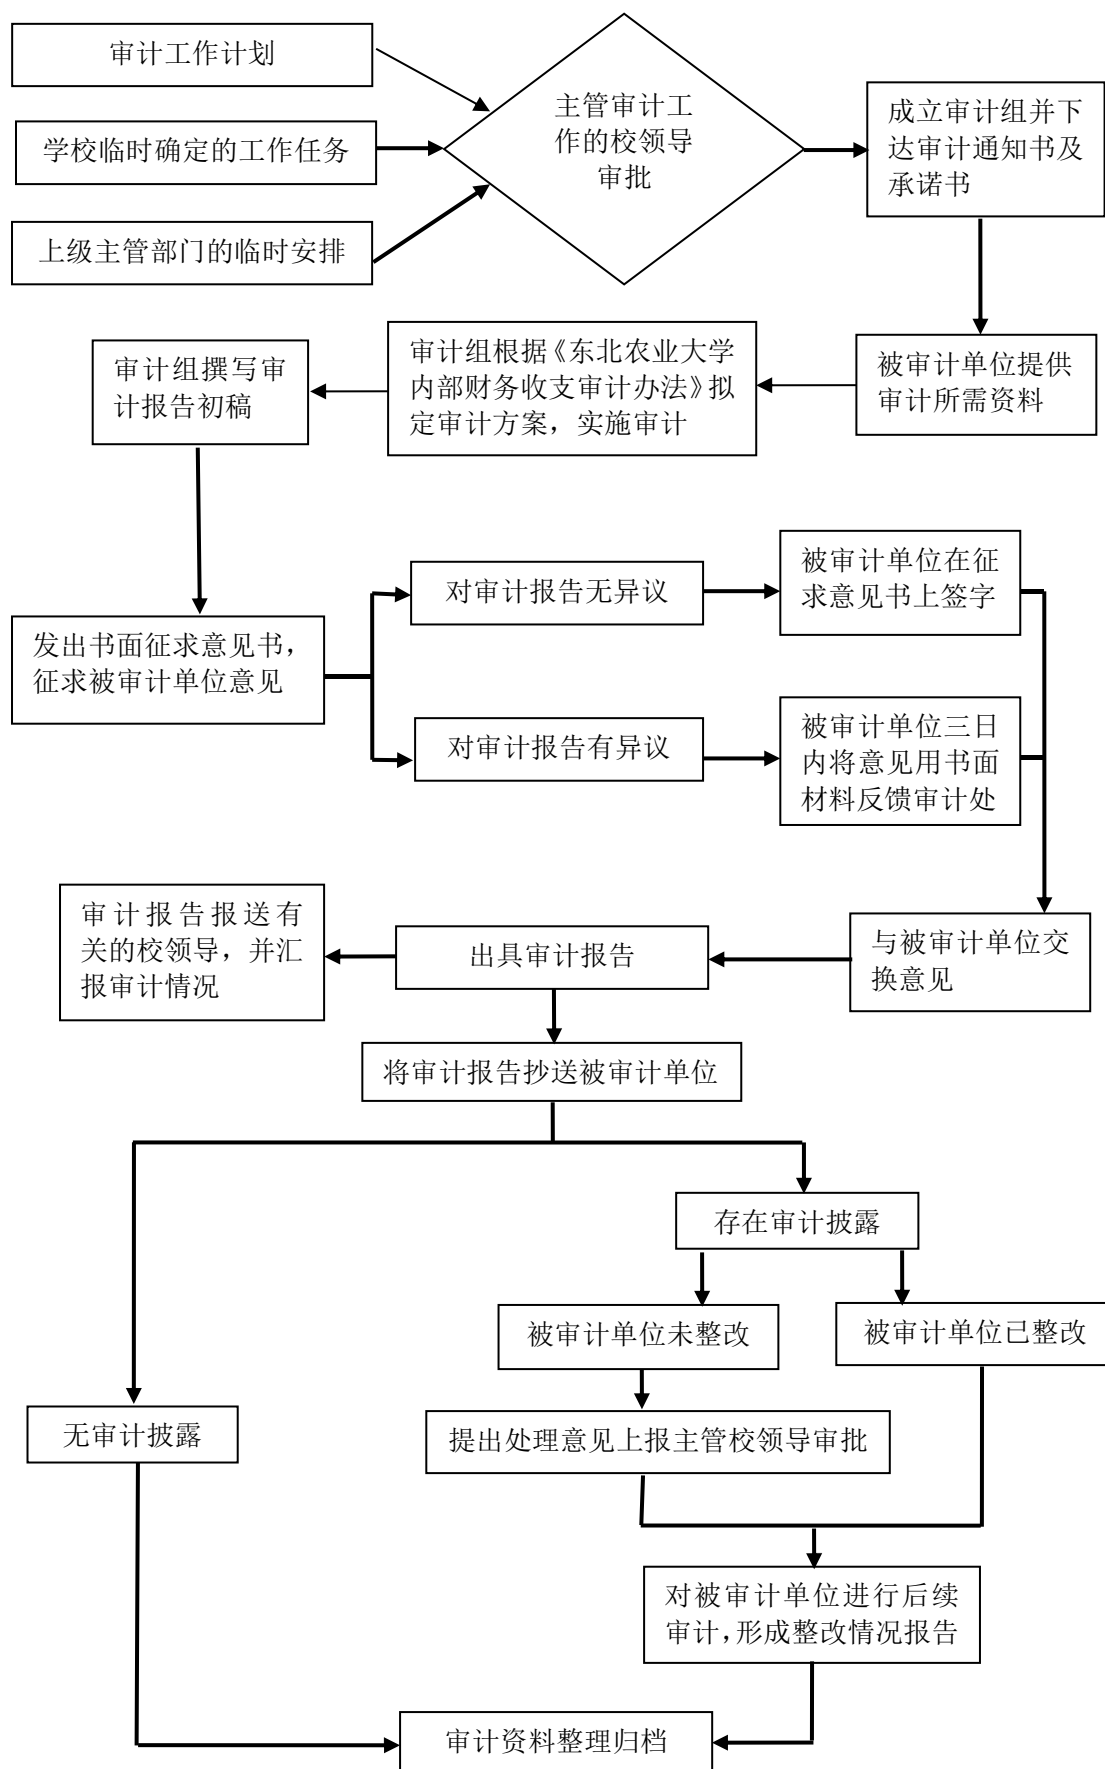 审计工作计划
学校临时确定的工作任务
上级主管部门的临时安排
主管审计工
作的校领导
审批
成立审计组并下
达审计通知书及
承诺书
被审计单位提供
审计所需资料
审计组根据《东北农业大学
内部财务收支审计办法》拟
定审计方案，实施审计
审计组撰写审
计报告初稿
发出书面征求意见书，
征求被审计单位意见
对审计报告无异议
被审计单位在征
求意见书上签字
对审计报告有异议
被审计单位三日
内将意见用书面
材料反馈审计处
与被审计单位交
换意见
出具审计报告
审计报告报送有
关的校领导，并汇
报审计情况
将审计报告抄送被审计单位
存在审计披露
被审计单位未整改
被审计单位已整改
无审计披露
提出处理意见上报主管校领导审批
对被审计单位进行后续
审计，形成整改情况报告
审计资料整理归档